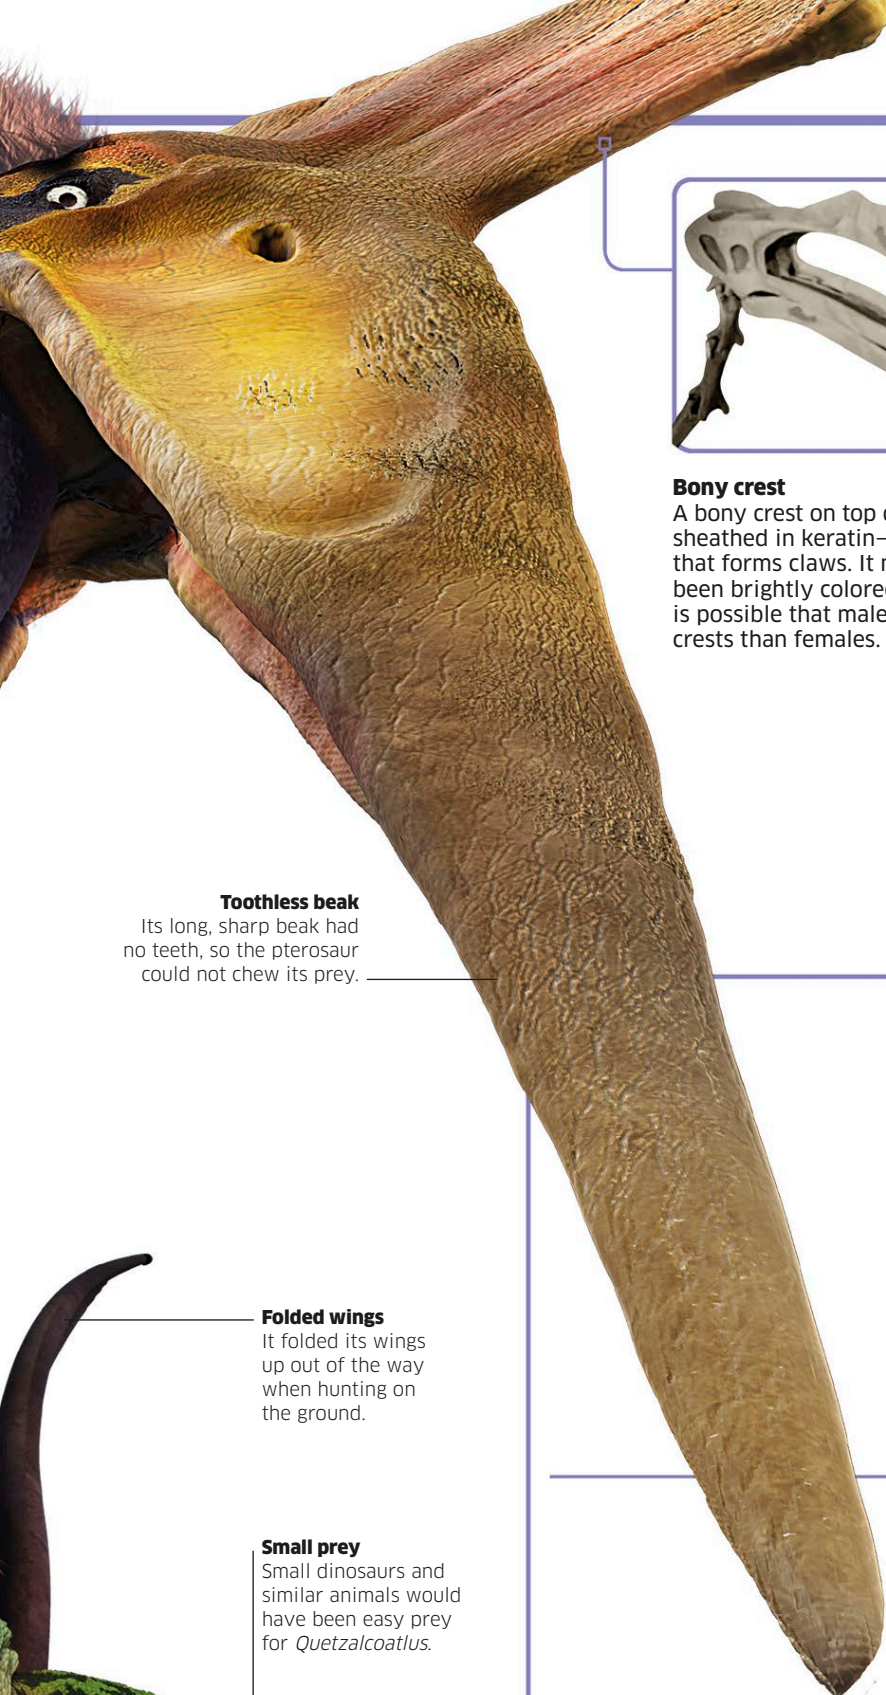 Bony crest
A bony crest on top
sheathed in keratin–
that forms claws. It
been brightly colored
is possible that male
crests than females.
Toothless beak
Its long, sharp beak had
no teeth, so the pterosaur
could not chew its prey.
Folded wings
It folded its wings
up out of the way
when hunting on
the ground.
Small prey
Small dinosaurs and
similar animals would
have been easy prey
for Quetzalcoatlus.